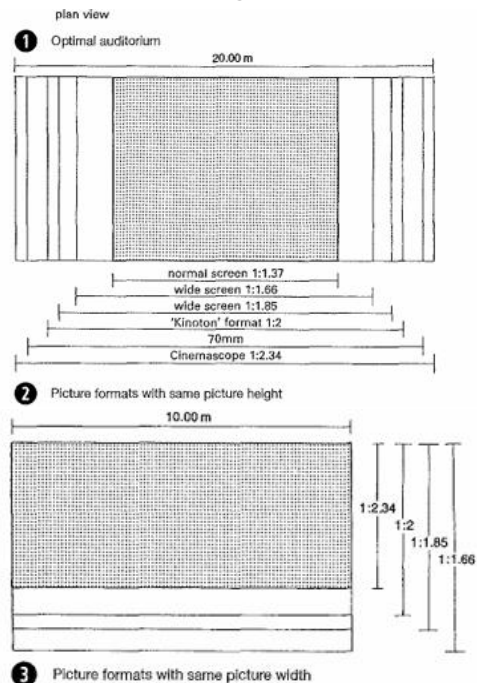 plan view
1 Optimal auditorium
20.00 m
normal screen 1:1.37
wide screen 1:1.66
wide screen 1:1.85
'Kinoton' format 1:2
70mm
Cinemascope 1:2.34
2 Picture formats with same picture height
10.00 m
1:2.34
1:2
1:1.85
1:1.66
3 Picture formats with same picture width